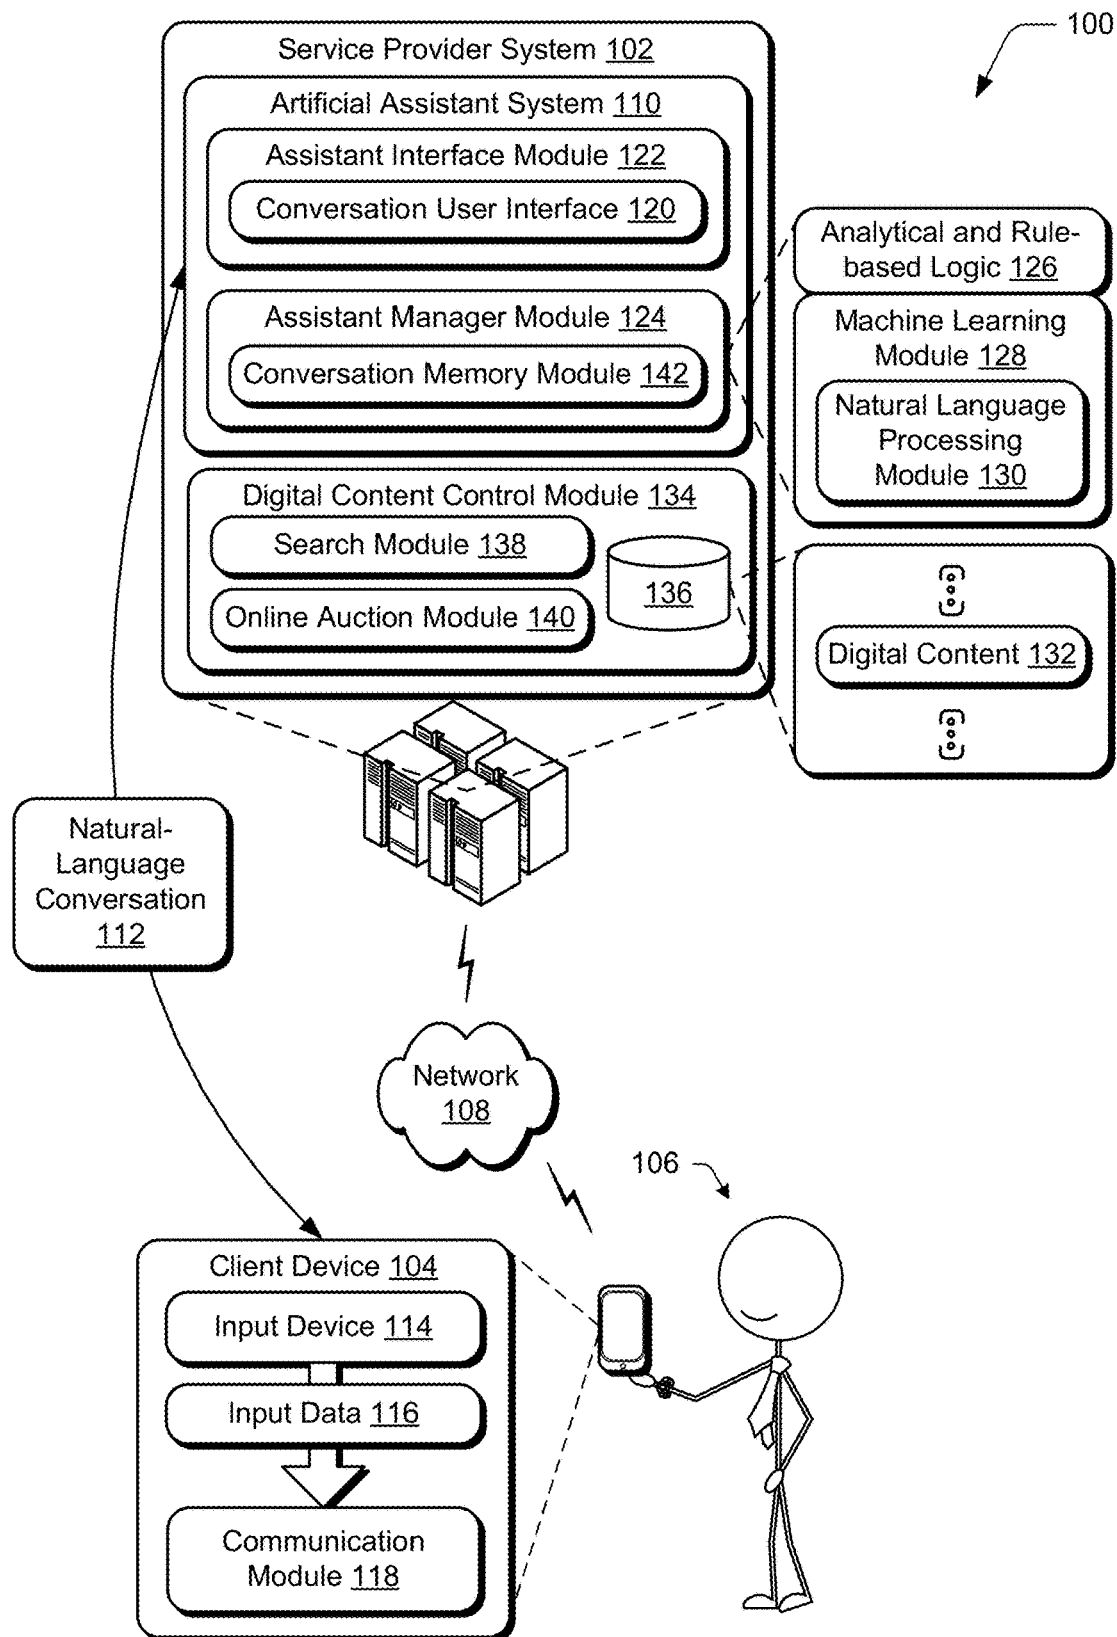 100
Service Provider System 102
Artificial Assistant System 110
Assistant Interface Module 122
Conversation User Interface 120
Assistant Manager Module 124
Conversation Memory Module 142
Analytical and Rule-
based Logic 126
Machine Learning
Module 128
Natural Language
Processing
Module 130
Digital Content Control Module 134
Search Module 138
Online Auction Module 140
136
Digital Content 132
Natural-
Language
Conversation
112
Network
108
106
Client Device 104
Input Device 114
Input Data 116
Communication
Module 118